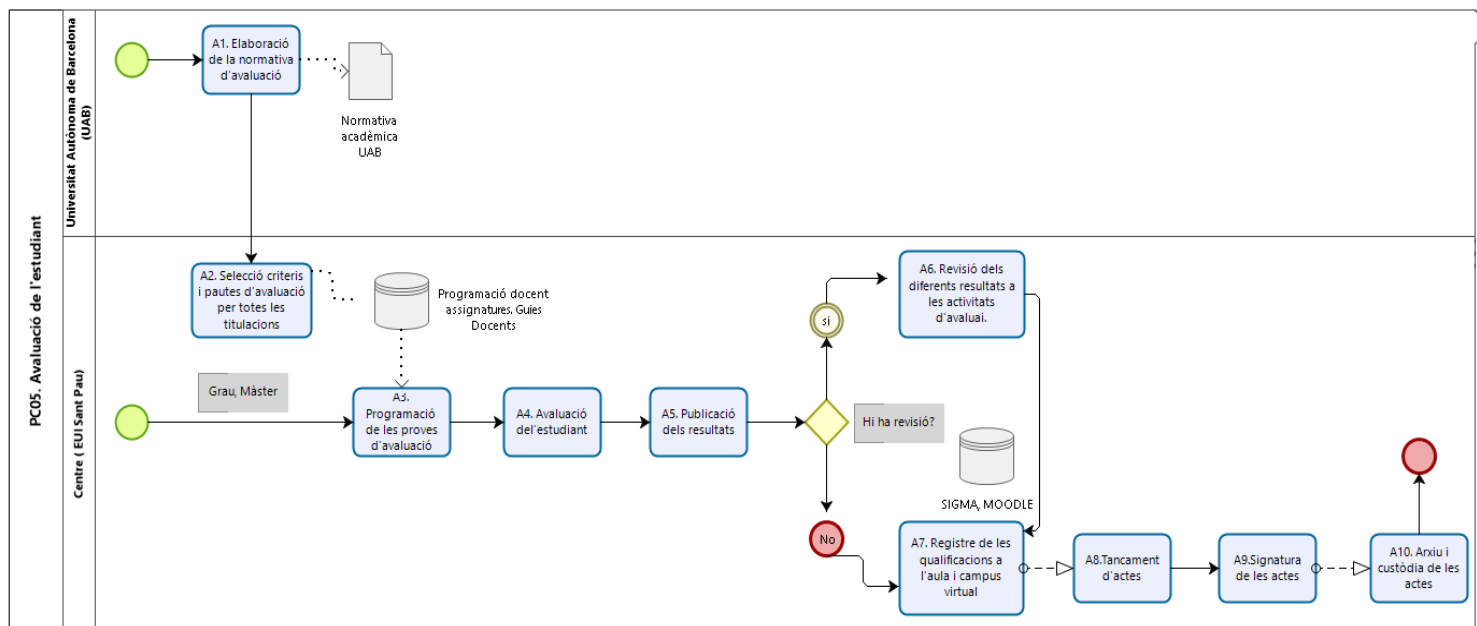 PC05. Avaluació de l'estudiant
Universitat Autònoma de Barcelona
(UAB)
A1. Elaboració
de la normativa
d'avalució
Normativa
acadèmica
UAB
Centre ( EUI Sant Pau)
A2. Selecció criteris
i pautes d'avaluació
per totes les
titulacions
Programació docent
assignatures. Guies
Docents
Grau, Màster
A3.
Programació
de les proves
d'avaluació
A4. Avaluació
del'estudiant
A5. Publicació
dels resultats
Hi ha revisió?
si
A6. Revisió dels
diferents resultats a
les activitats
d'avaluai.
SIGMA, MOODLE
No
A7. Registre de les
qualificacions a
l'aula i campus
virtual
A8.Tancament
d'actes
A9.Signatura
de les actes
A10. Arxiu i
custòdia de les
actes